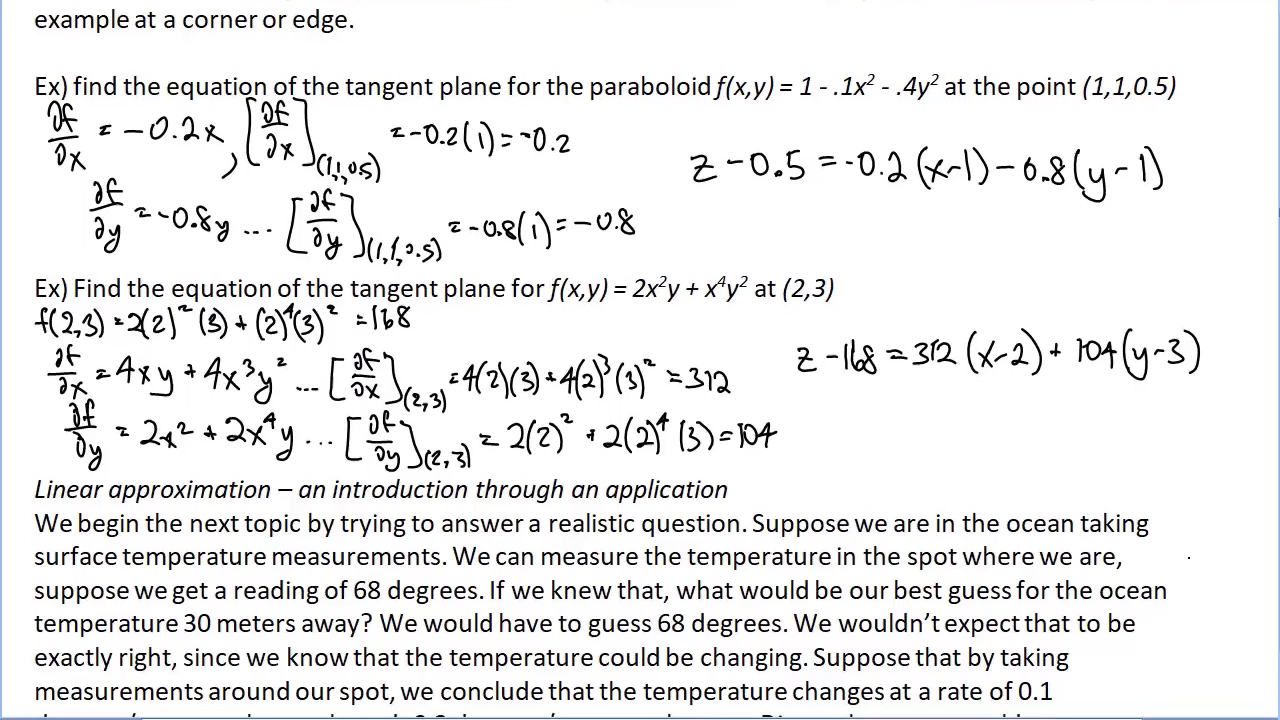 example at a corner or edge.
Ex) find the equation of the tangent plane for the paraboloid f(x,y) = 1 - .1x² - .4y² at the point (1,1,0.5)
∂f/∂x = -0.2x, [∂f/∂x](1,1,0.5) = -0.2(1) = -0.2
z - 0.5 = -0.2(x-1) - 0.8(y-1)
∂f/∂y = -0.8y ... [∂f/∂y](1,1,0.5) = -0.8(1) = -0.8
Ex) Find the equation of the tangent plane for f(x,y) = 2x²y + x⁴y² at (2,3)
f(2,3) = 2(2)²(3) + (2)⁴(3)² = 168
∂f/∂x = 4xy + 4x³y² ... [∂f/∂x](2,3) = 4(2)(3) + 4(2)³(3)² = 312
z - 168 = 312(x-2) + 104(y-3)
∂f/∂y = 2x² + 2x⁴y ... [∂f/∂y](2,3) = 2(2)² + 2(2)⁴(3) = 104
Linear approximation – an introduction through an application
We begin the next topic by trying to answer a realistic question. Suppose we are in the ocean taking
surface temperature measurements. We can measure the temperature in the spot where we are,
suppose we get a reading of 68 degrees. If we knew that, what would be our best guess for the ocean
temperature 30 meters away? We would have to guess 68 degrees. We wouldn't expect that to be
exactly right, since we know that the temperature could be changing. Suppose that by taking
measurements around our spot, we conclude that the temperature changes at a rate of 0.1